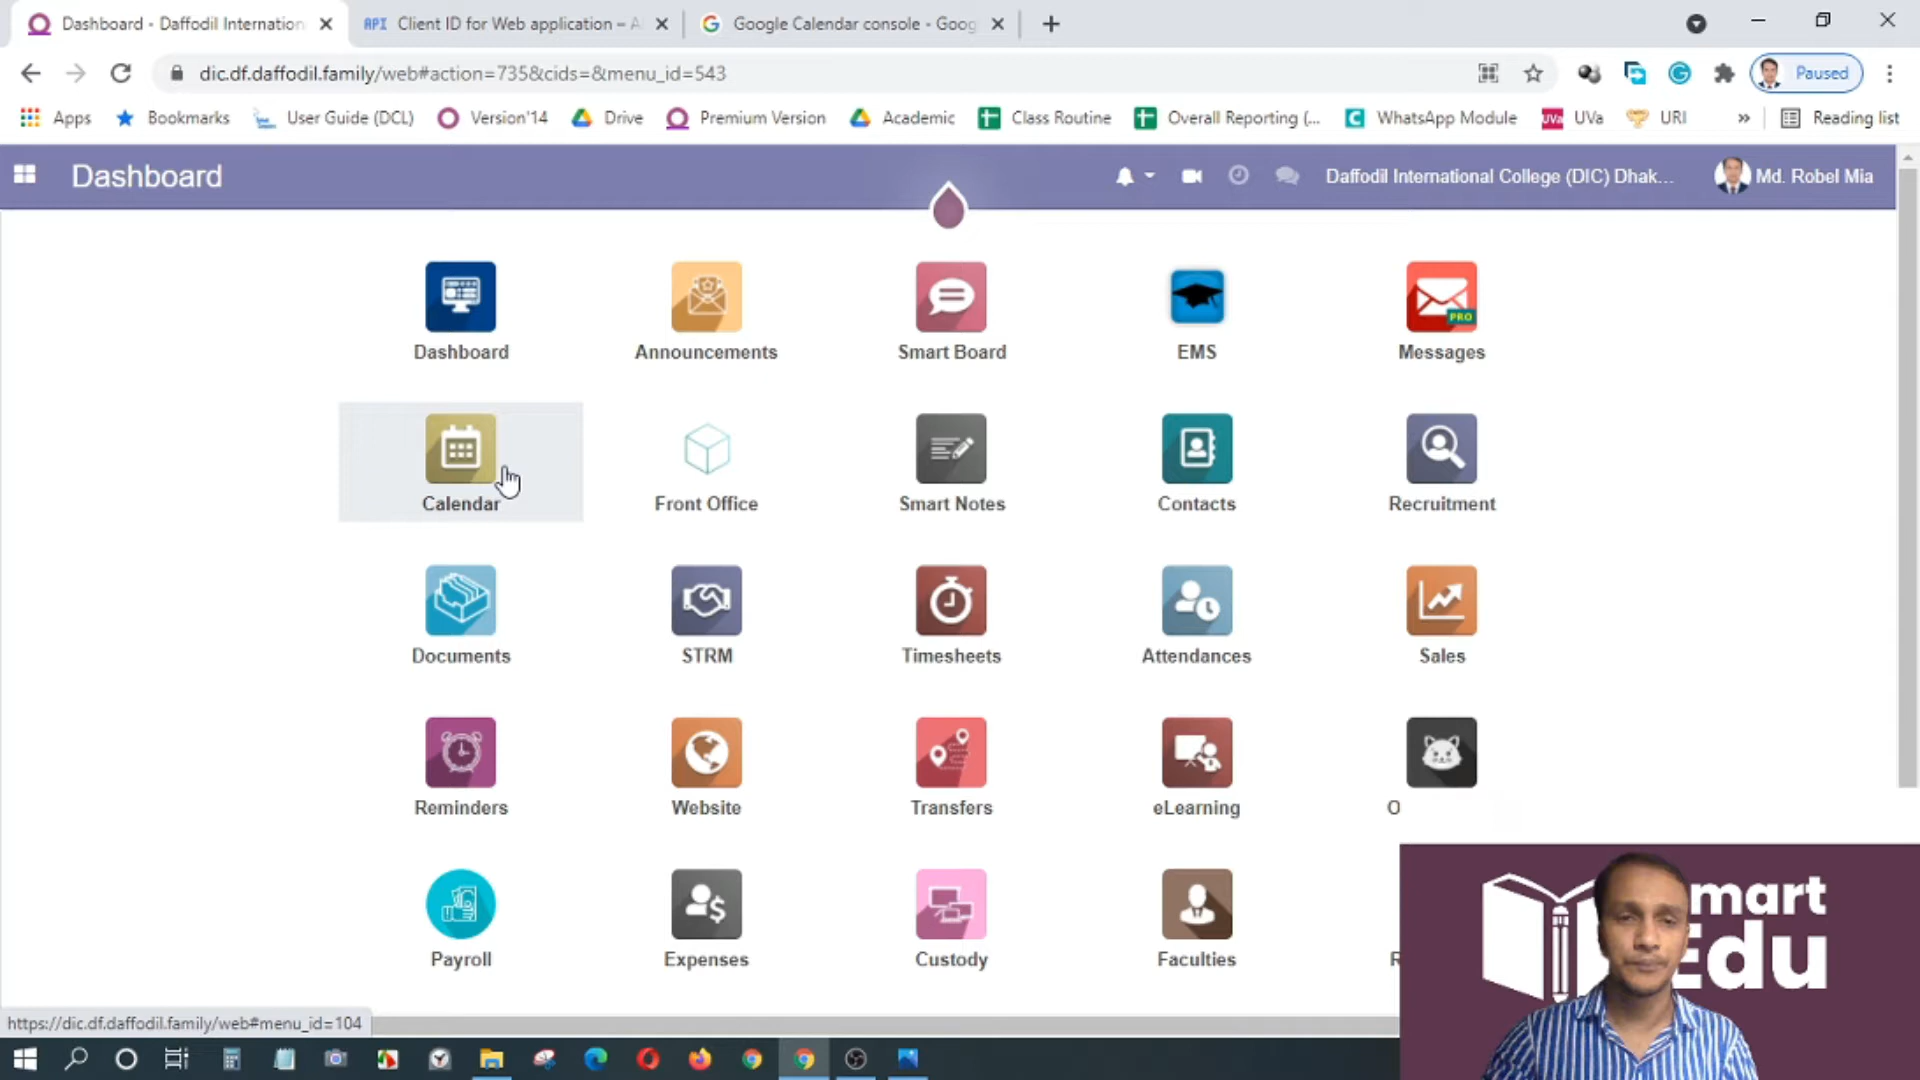 Dashboard - Daffodil Internation
API Client ID for Web application – A
Google Calendar console - Goog
dic.df.daffodil.family/web#action=735&cids=&menu_id=543
Paused
Apps
Bookmarks
User Guide (DCL)
Version'14
Drive
Premium Version
Academic
Class Routine
Overall Reporting (...
WhatsApp Module
UVa
UVa
URI
»
Reading list
Dashboard
Daffodil International College (DIC) Dhak...
Md. Robel Mia
Dashboard
Announcements
Smart Board
EMS
PRO
Messages
Calendar
Front Office
Smart Notes
Contacts
Recruitment
Documents
STRM
Timesheets
Attendances
Sales
Reminders
Website
Transfers
eLearning
O
Payroll
Expenses
Custody
Faculties
R
mart
Edu
https://dic.df.daffodil.family/web#menu_id=104